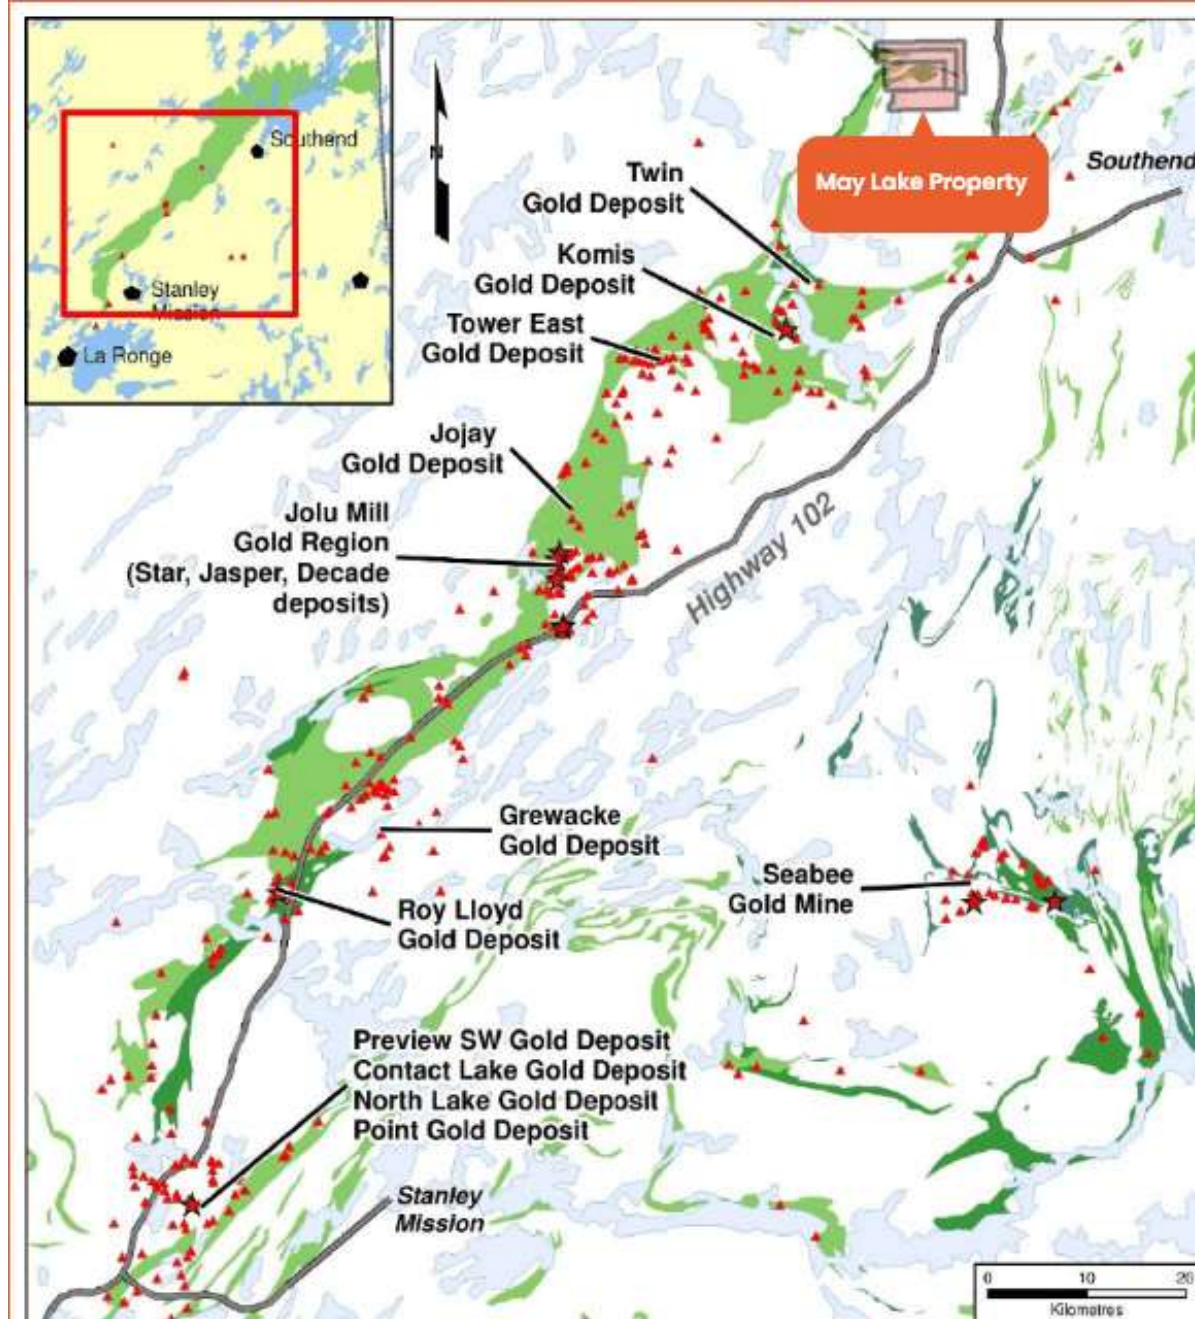 Southend
Stanley
Mission
La Ronge
N
May Lake Property
Southend
Twin
Gold Deposit
Komis
Gold Deposit
Tower East
Gold Deposit
Jojay
Gold Deposit
Jolu Mill
Gold Region
(Star, Jasper, Decade
deposits)
Highway 102
Grewacke
Gold Deposit
Seabee
Gold Mine
Roy Lloyd
Gold Deposit
Preview SW Gold Deposit
Contact Lake Gold Deposit
North Lake Gold Deposit
Point Gold Deposit
Stanley
Mission
0 10 20
Kilometres